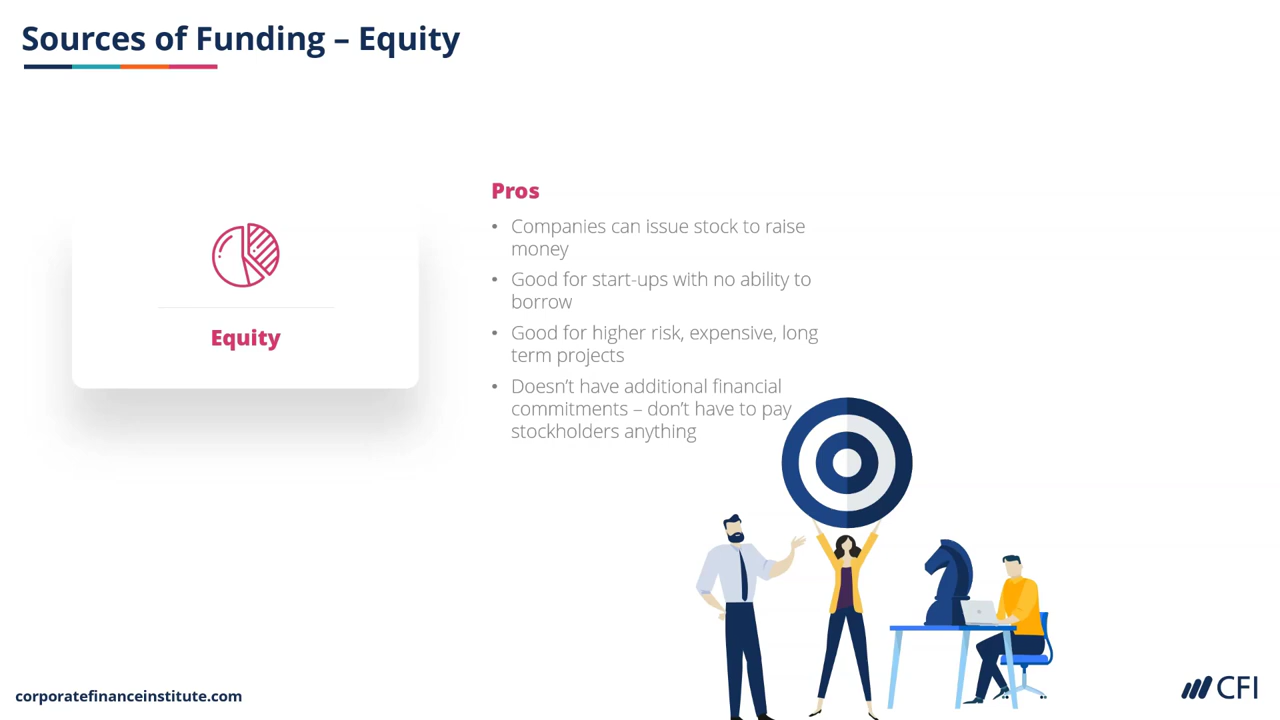 Sources of Funding – Equity
Equity
Pros
• Companies can issue stock to raise
money
• Good for start-ups with no ability to
borrow
• Good for higher risk, expensive, long
term projects
• Doesn’t have additional financial
commitments – don’t have to pay
stockholders anything
corporatefinanceinstitute.com
CFI